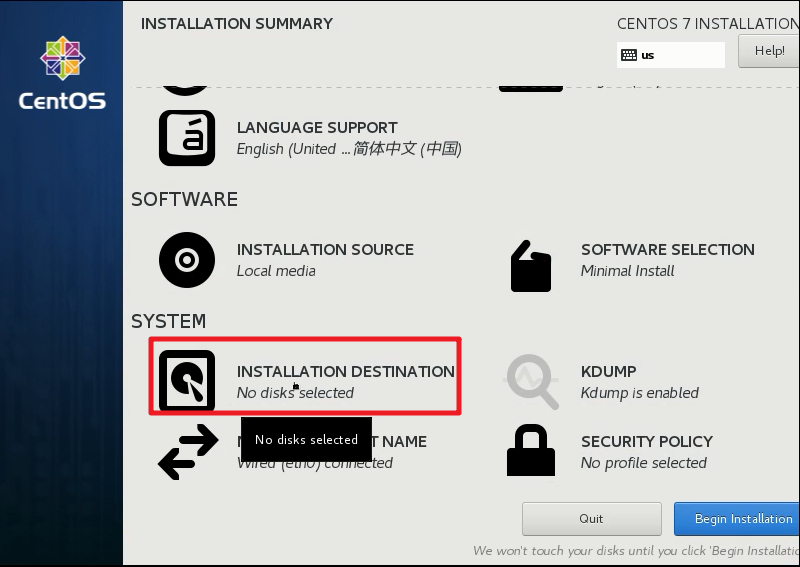 INSTALLATION SUMMARY
CENTOS 7 INSTALLATION
us
Help!
CentOS
LANGUAGE SUPPORT
English (United ...简体中文 (中国)
SOFTWARE
INSTALLATION SOURCE
Local media
SOFTWARE SELECTION
Minimal Install
SYSTEM
INSTALLATION DESTINATION
No disks selected
KDUMP
Kdump is enabled
No disks selected
NAME
Wired (eth0) connected
SECURITY POLICY
No profile selected
Quit
Begin Installation
We won't touch your disks until you click 'Begin Installatio